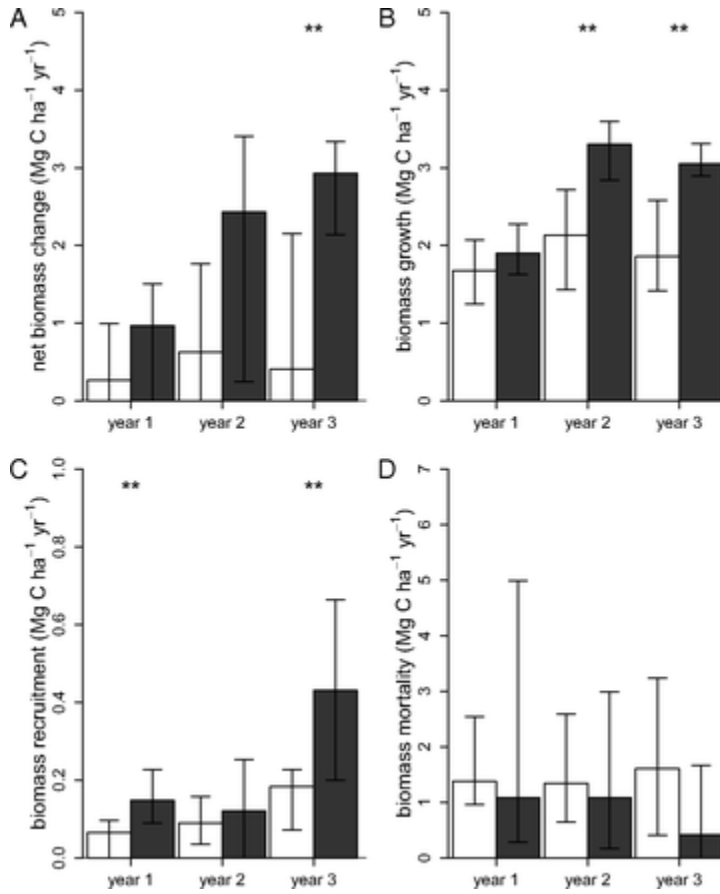 A
net biomass change (Mg C ha⁻¹ yr⁻¹)
0 1 2 3 4 5
**
year 1 year 2 year 3
B
biomass growth (Mg C ha⁻¹ yr⁻¹)
0 1 2 3 4 5
** **
year 1 year 2 year 3
C
biomass recruitment (Mg C ha⁻¹ yr⁻¹)
0.0 0.2 0.4 0.6 0.8 1.0
** **
year 1 year 2 year 3
D
biomass mortality (Mg C ha⁻¹ yr⁻¹)
0 1 2 3 4 5 6 7
year 1 year 2 year 3